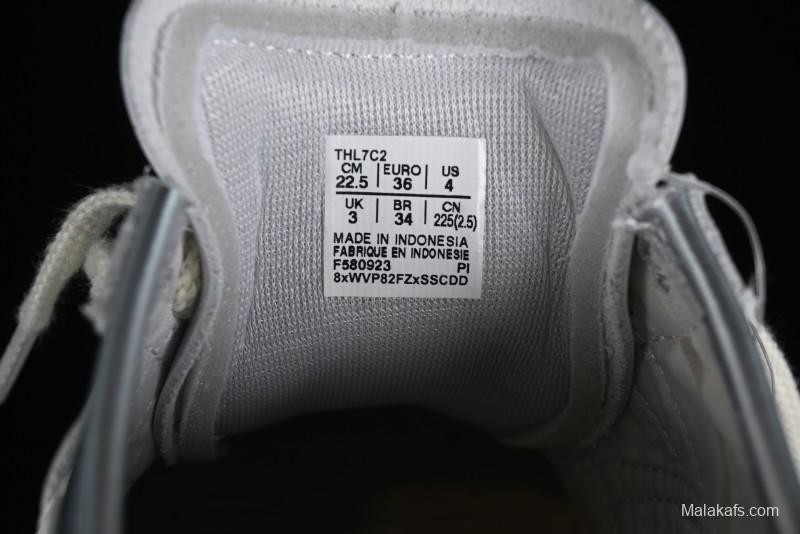 THL7C2
CM | EURO | US
22.5 | 36 | 4
UK | BR | CN
3 | 34 | 225(2.5)
MADE IN INDONESIA
FABRIQUE EN INDONESIE
F580923 PI
8xWVP82FZxSSCDD
Malakafs.com